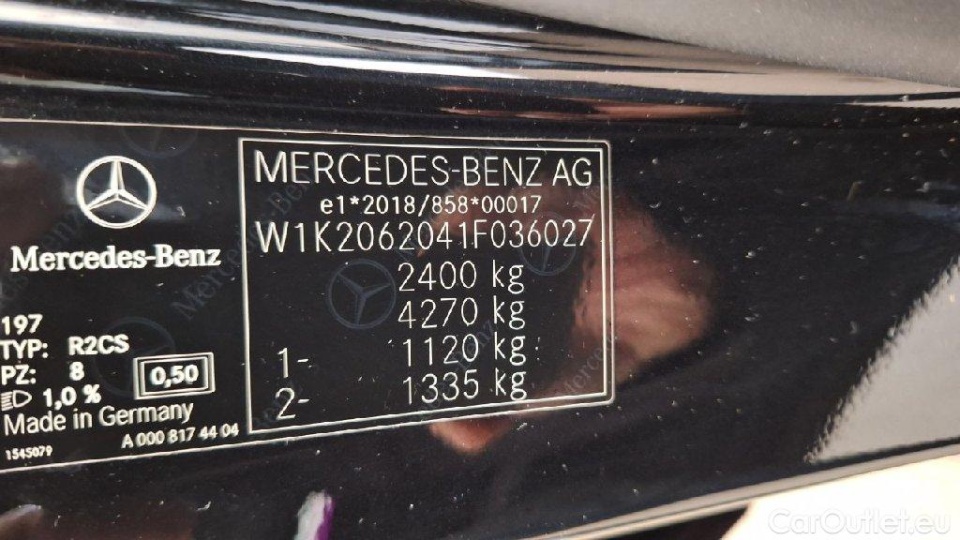 Mercedes-Benz
197
TYP: R2CS
PZ: 8
0,50
1,0 %
Made in Germany
A 000 817 44 04
1545079
MERCEDES-BENZ AG
e1*2018/858*00017
W1K2062041F036027
2400 kg
4270 kg
1- 1120 kg
2- 1335 kg
CarOutlet.eu